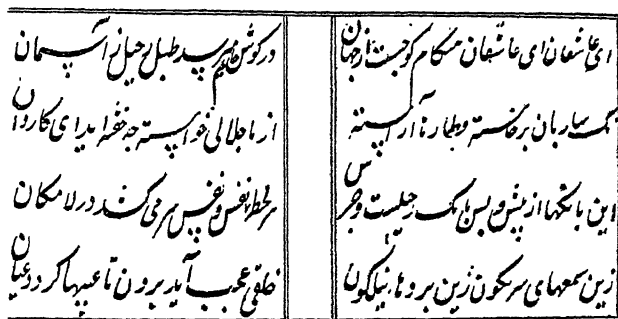 ای عاشقان ای عاشقان هنگام کوچست از جهان در گوش جانم میرسد طبل رحیل از آسمان
نک ساربان برخاسته و قطارها آراسته از ما حلالی خواسته چه خفته‌اید ای کاروان
این بانگها از پیش و پس بانگ رحیلست و جرس هر لحظه نفس و نفس سر می کشد در لامکان
زین شمعهای سرنگون زین پردهای نیلگون خلقی عجب آید برون تا غیبها گردد عیان